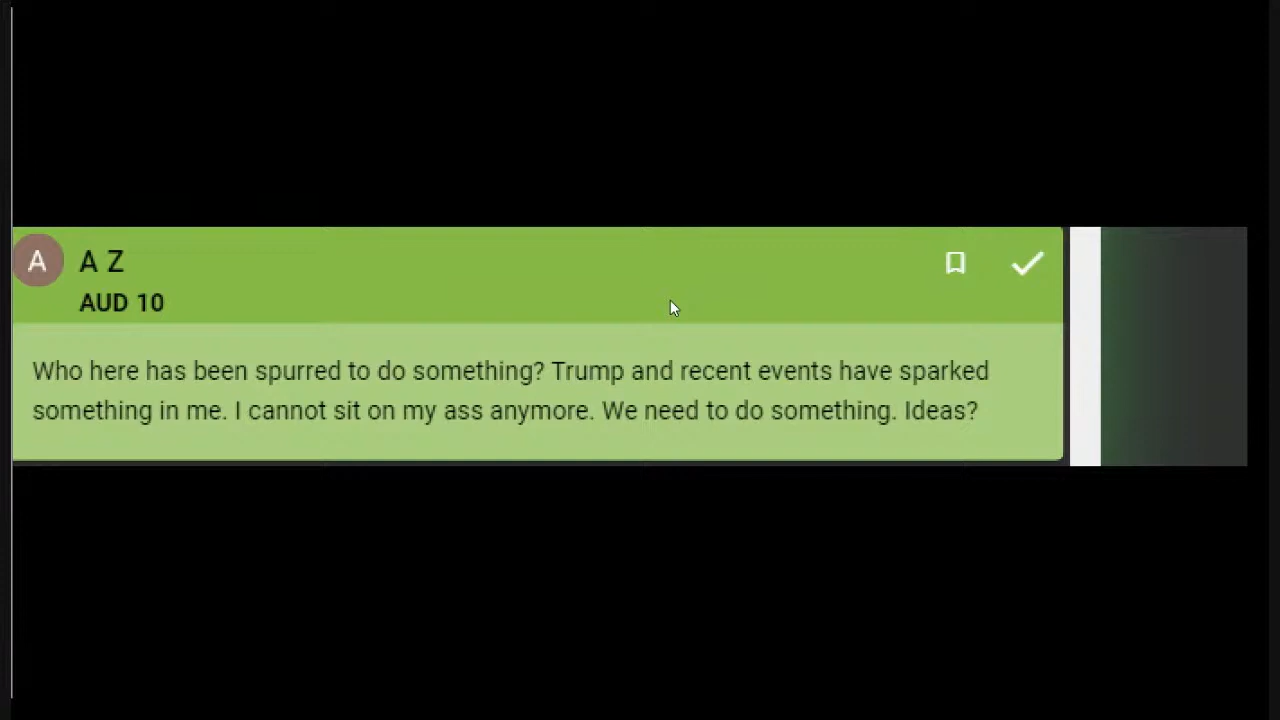 A
A Z
AUD 10
Who here has been spurred to do something? Trump and recent events have sparked
something in me. I cannot sit on my ass anymore. We need to do something. Ideas?